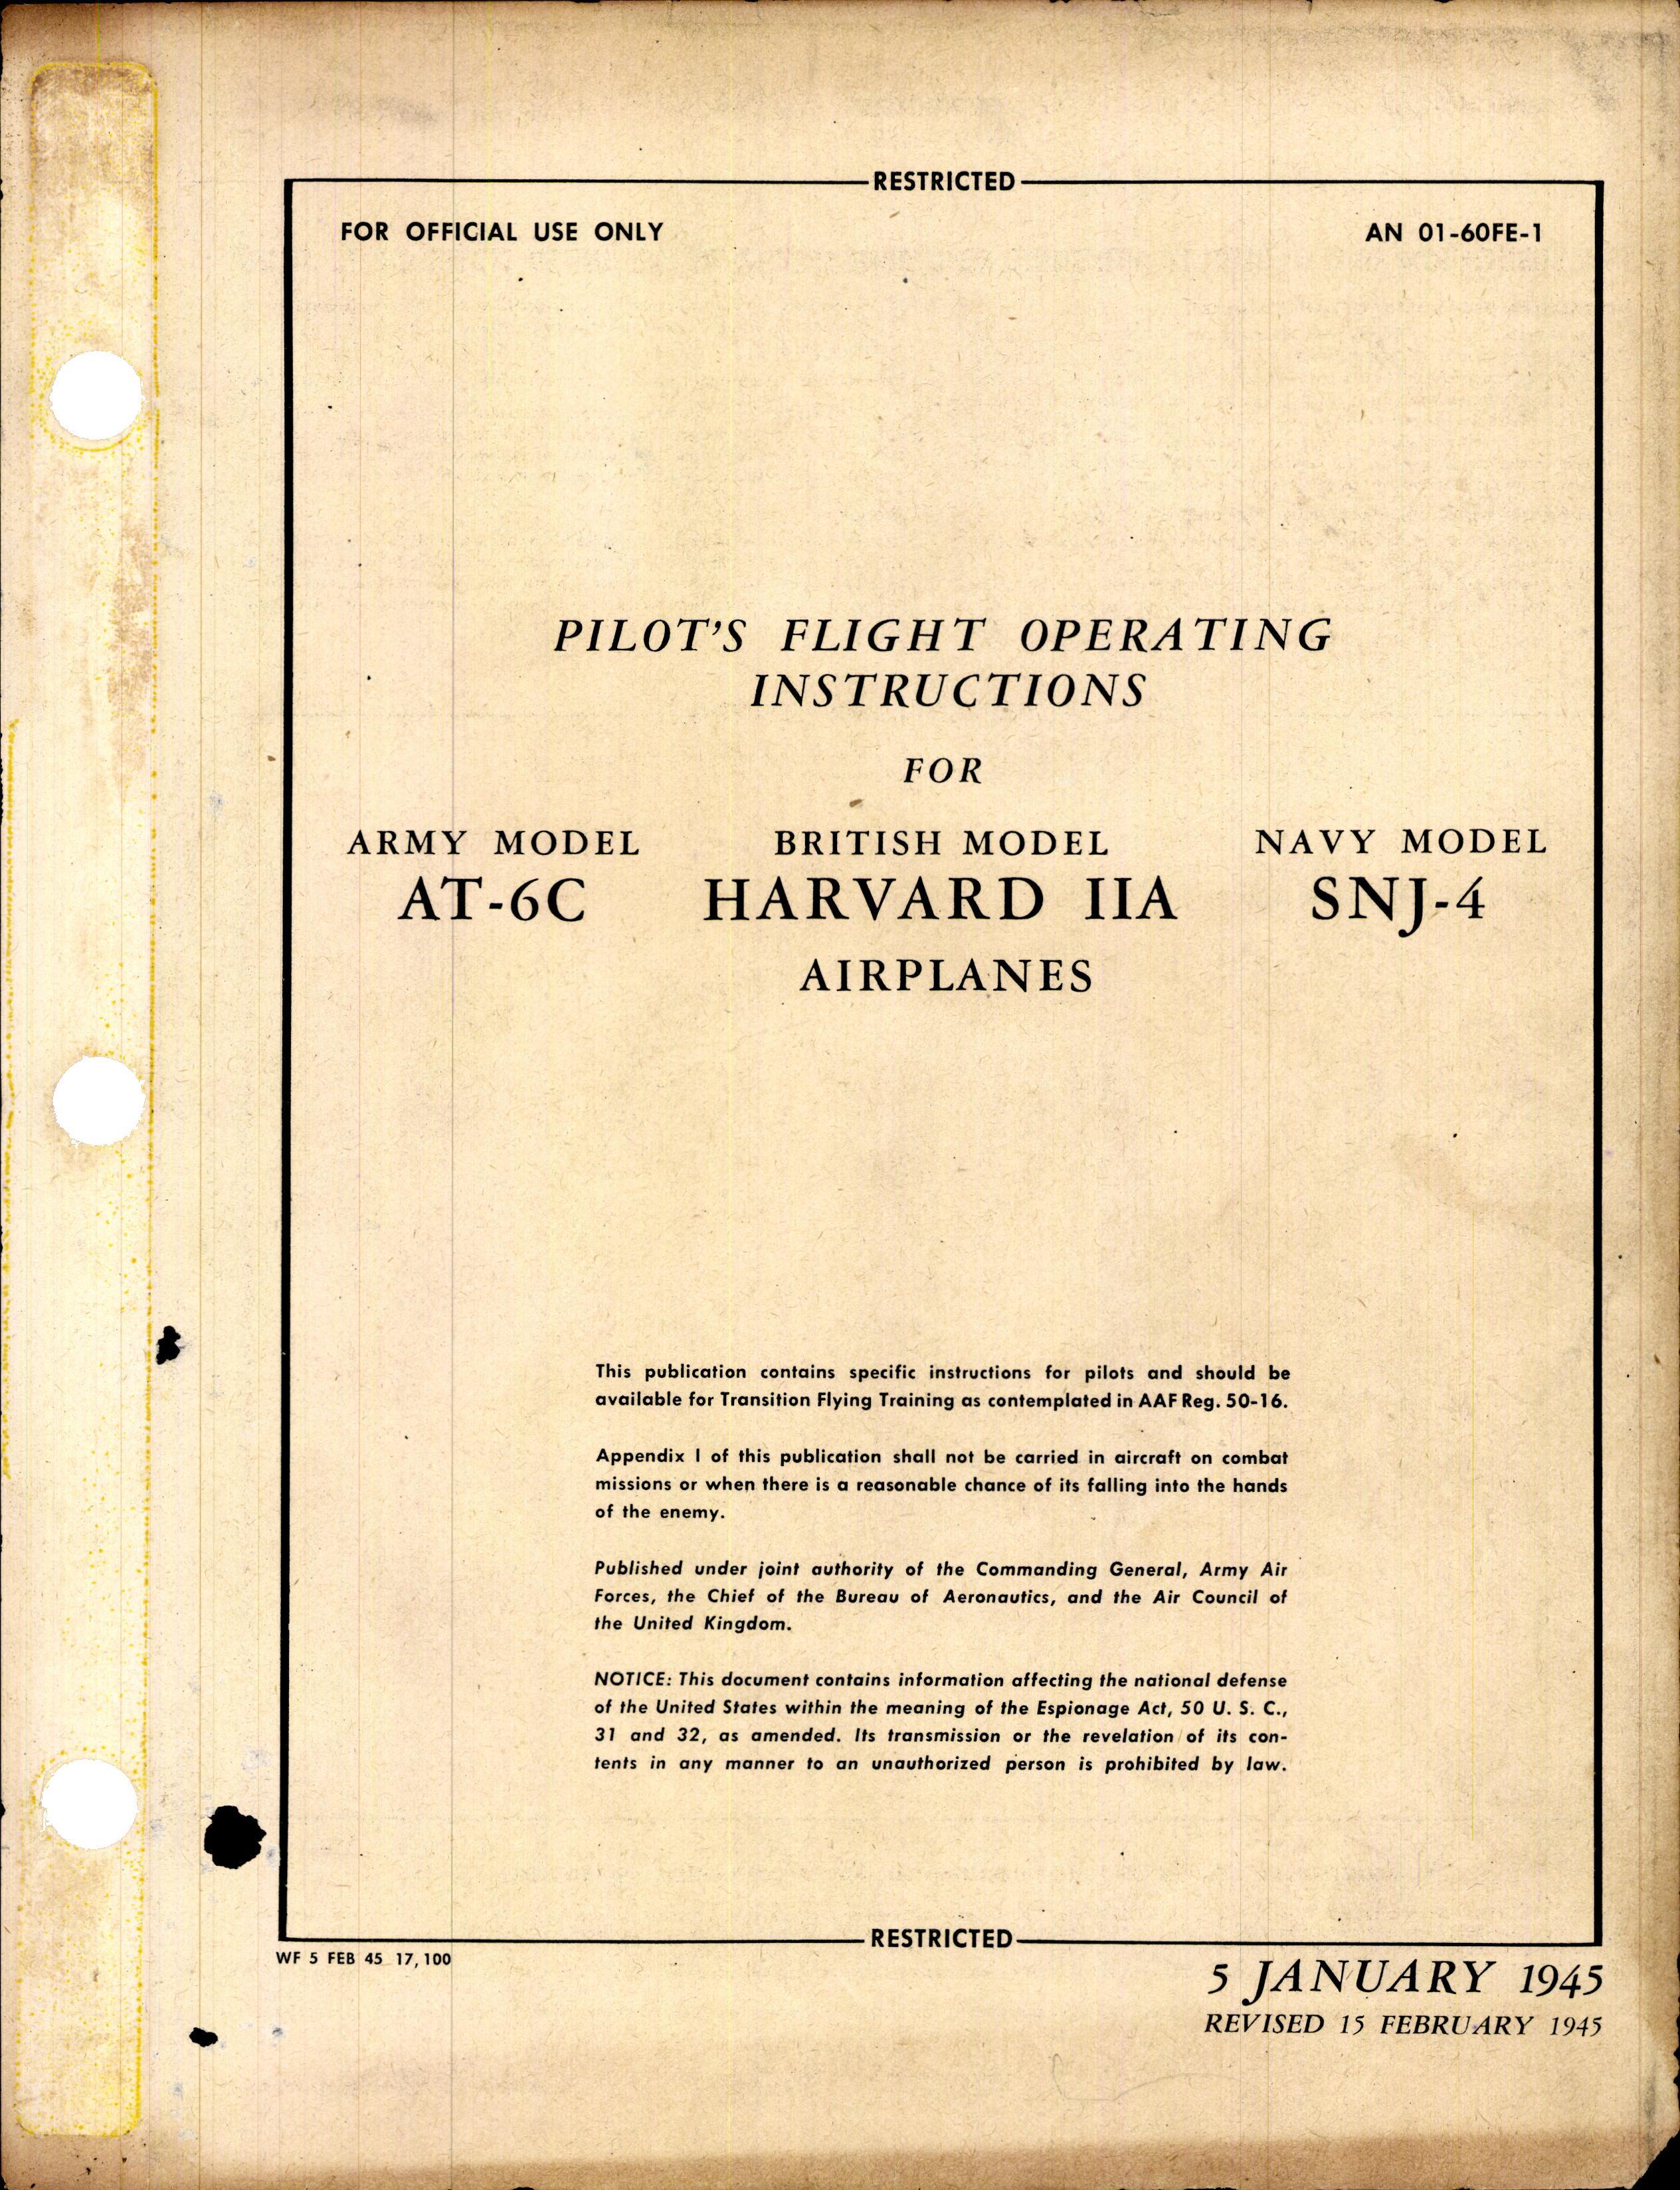 RESTRICTED
FOR OFFICIAL USE ONLY
AN 01-60FE-1
PILOT'S FLIGHT OPERATING
INSTRUCTIONS
FOR
ARMY MODEL
AT-6C
BRITISH MODEL
HARVARD IIA
NAVY MODEL
SNJ-4
AIRPLANES
This publication contains specific instructions for pilots and should be
available for Transition Flying Training as contemplated in AAF Reg. 50-16.
Appendix I of this publication shall not be carried in aircraft on combat
missions or when there is a reasonable chance of its falling into the hands
of the enemy.
Published under joint authority of the Commanding General, Army Air
Forces, the Chief of the Bureau of Aeronautics, and the Air Council of
the United Kingdom.
NOTICE: This document contains information affecting the national defense
of the United States within the meaning of the Espionage Act, 50 U. S. C.,
31 and 32, as amended. Its transmission or the revelation of its con-
tents in any manner to an unauthorized person is prohibited by law.
RESTRICTED
WF 5 FEB 45 17,100
5 JANUARY 1945
REVISED 15 FEBRUARY 1945